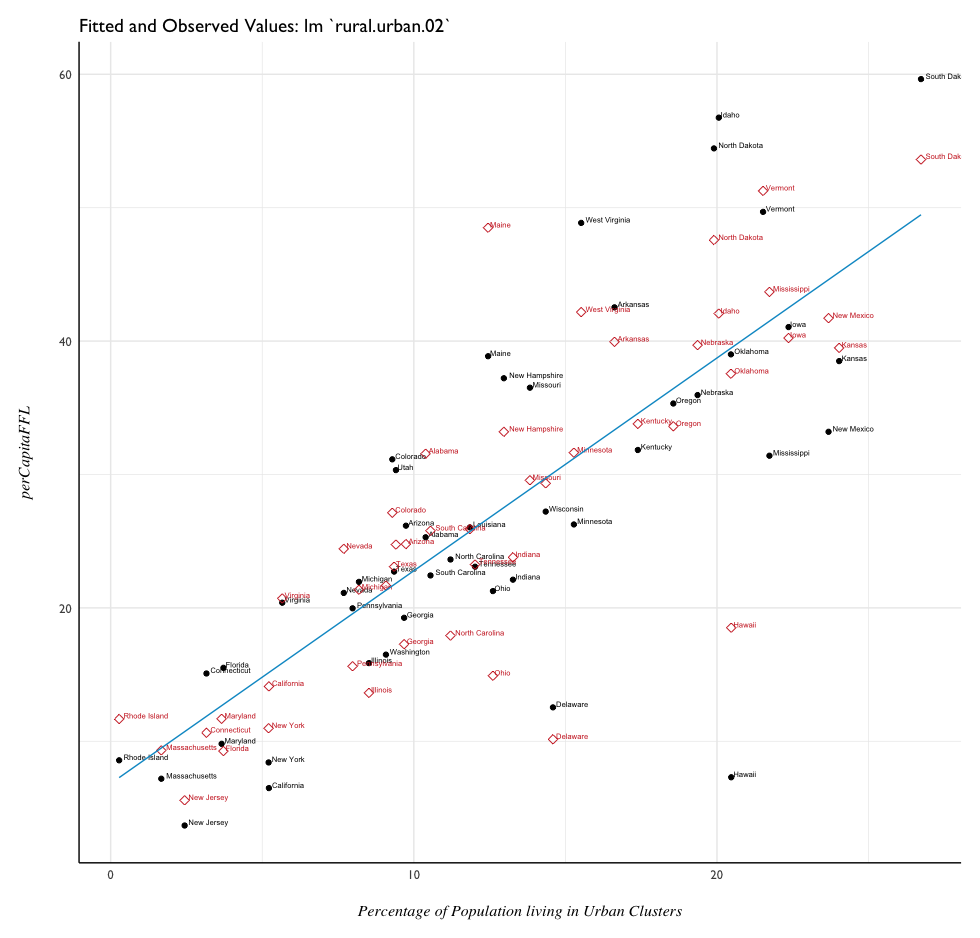 Fitted and Observed Values: lm `rural.urban.02`
60
South Dak
Idaho
North Dakota
South Dak
Vermont
Vermont
West Virginia
Maine
North Dakota
Mississippi
Arkansas
West Virginia
Idaho
New Mexico
Iowa
Iowa
40
Arkansas
Nebraska
Kansas
Oklahoma
Maine
Kansas
Oklahoma
New Hampshire
Missouri
Nebraska
Oregon
Kentucky
Oregon
New Hampshire
New Mexico
Kentucky
Alabama
Minnesota
Mississippi
Colorado
Utah
Missouri
Colorado
Wisconsin
Minnesota
Arizona
Louisiana
South Carolina
Alabama
Arizona
Nevada
Indiana
North Carolina
Tennessee
Tennessee
Texas
Texas
South Carolina
Indiana
Michigan
Michigan
Nevada
Ohio
Virginia
Virginia
20
Pennsylvania
Georgia
Hawaii
North Carolina
Georgia
Washington
Illinois
Pennsylvania
Florida
Connecticut
Ohio
California
Illinois
Delaware
Rhode Island
Maryland
New York
Connecticut
Delaware
Maryland
Massachusetts
Florida
Rhode Island
New York
Massachusetts
Hawaii
California
New Jersey
New Jersey
0
10
20
perCapitaFFL
Percentage of Population living in Urban Clusters